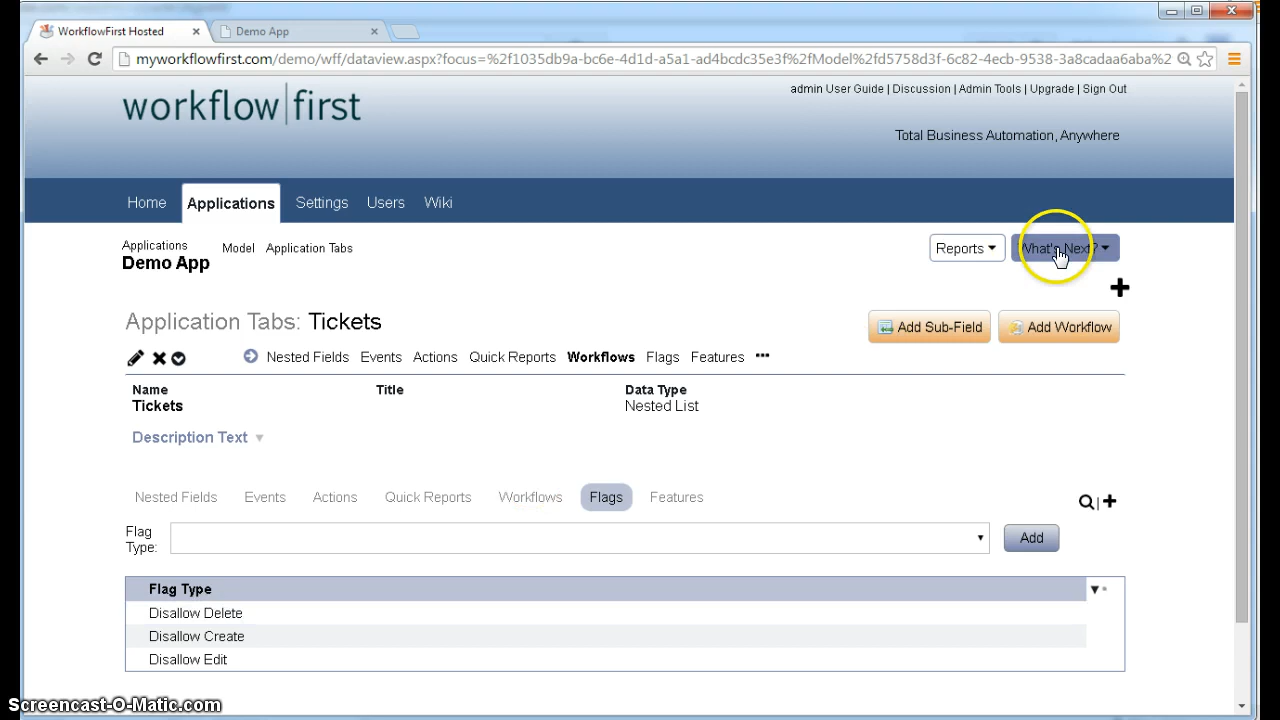 WorkflowFirst Hosted
Demo App
myworkflowfirst.com/demo/wff/dataview.aspx?focus=%2f1035db9a-bc6e-4d1d-a5a1-ad4bcdc35e3f%2fModel%2fd5758d3f-6c82-4ecb-9538-3a8cadaa6aba%2
workflow|first
admin User Guide | Discussion | Admin Tools | Upgrade | Sign Out
Total Business Automation, Anywhere
Home Applications Settings Users Wiki
Applications Model Application Tabs
Demo App
Reports What's Next?
Application Tabs: Tickets
Add Sub-Field Add Workflow
Nested Fields Events Actions Quick Reports Workflows Flags Features
Name Title Data Type
Tickets Nested List
Description Text
Nested Fields Events Actions Quick Reports Workflows Flags Features
Flag Type: Add
Flag Type
Disallow Delete
Disallow Create
Disallow Edit
Screencast-O-Matic.com